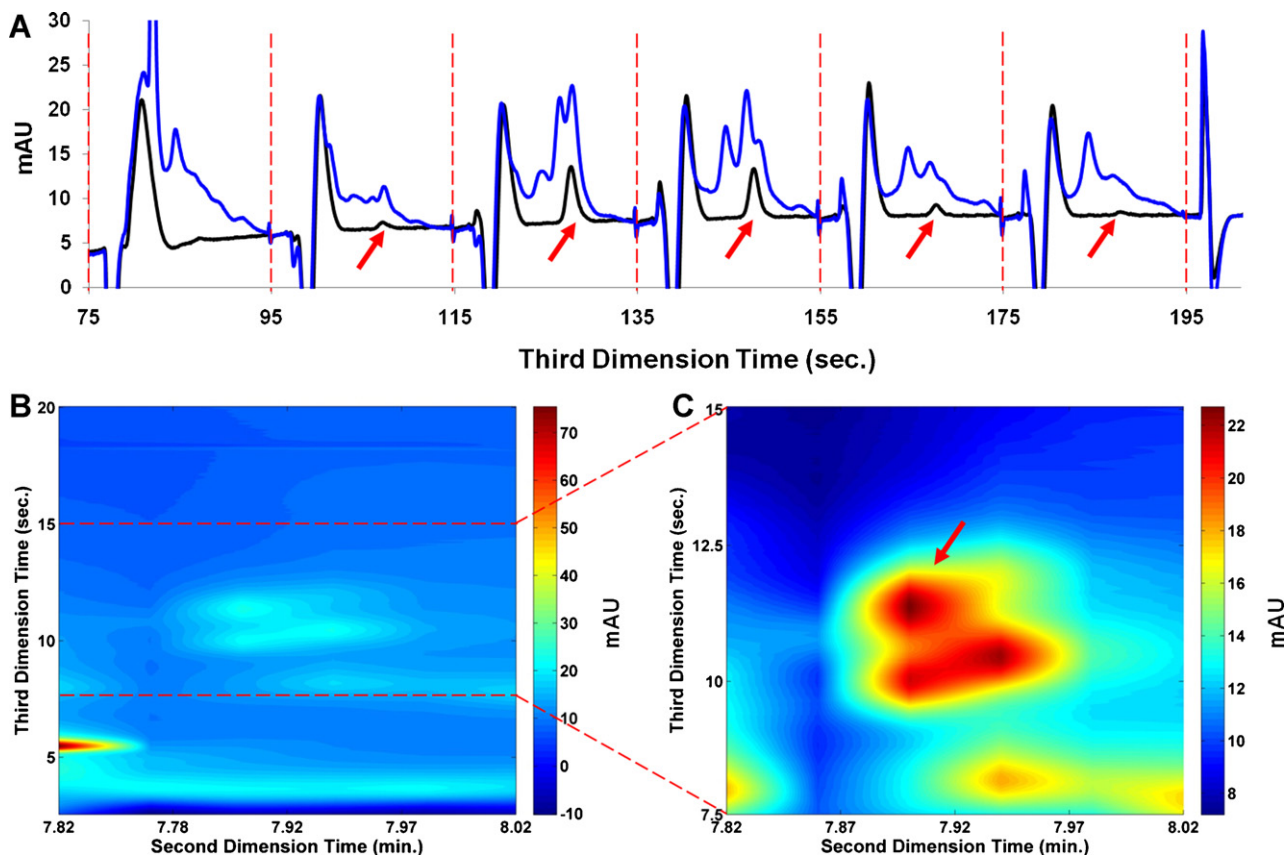 A
mAU
30
25
20
15
10
5
0
75 95 115 135 155 175 195
Third Dimension Time (sec.)
B
Third Dimension Time (sec.)
20
15
10
5
7.82 7.78 7.92 7.97 8.02
Second Dimension Time (min.)
70
60
50
40
30
20
10
0
-10
mAU
C
Third Dimension Time (sec.)
15
12.5
10
7.5
7.82 7.87 7.92 7.97 8.02
Second Dimension Time (min.)
22
20
18
16
14
12
10
8
mAU